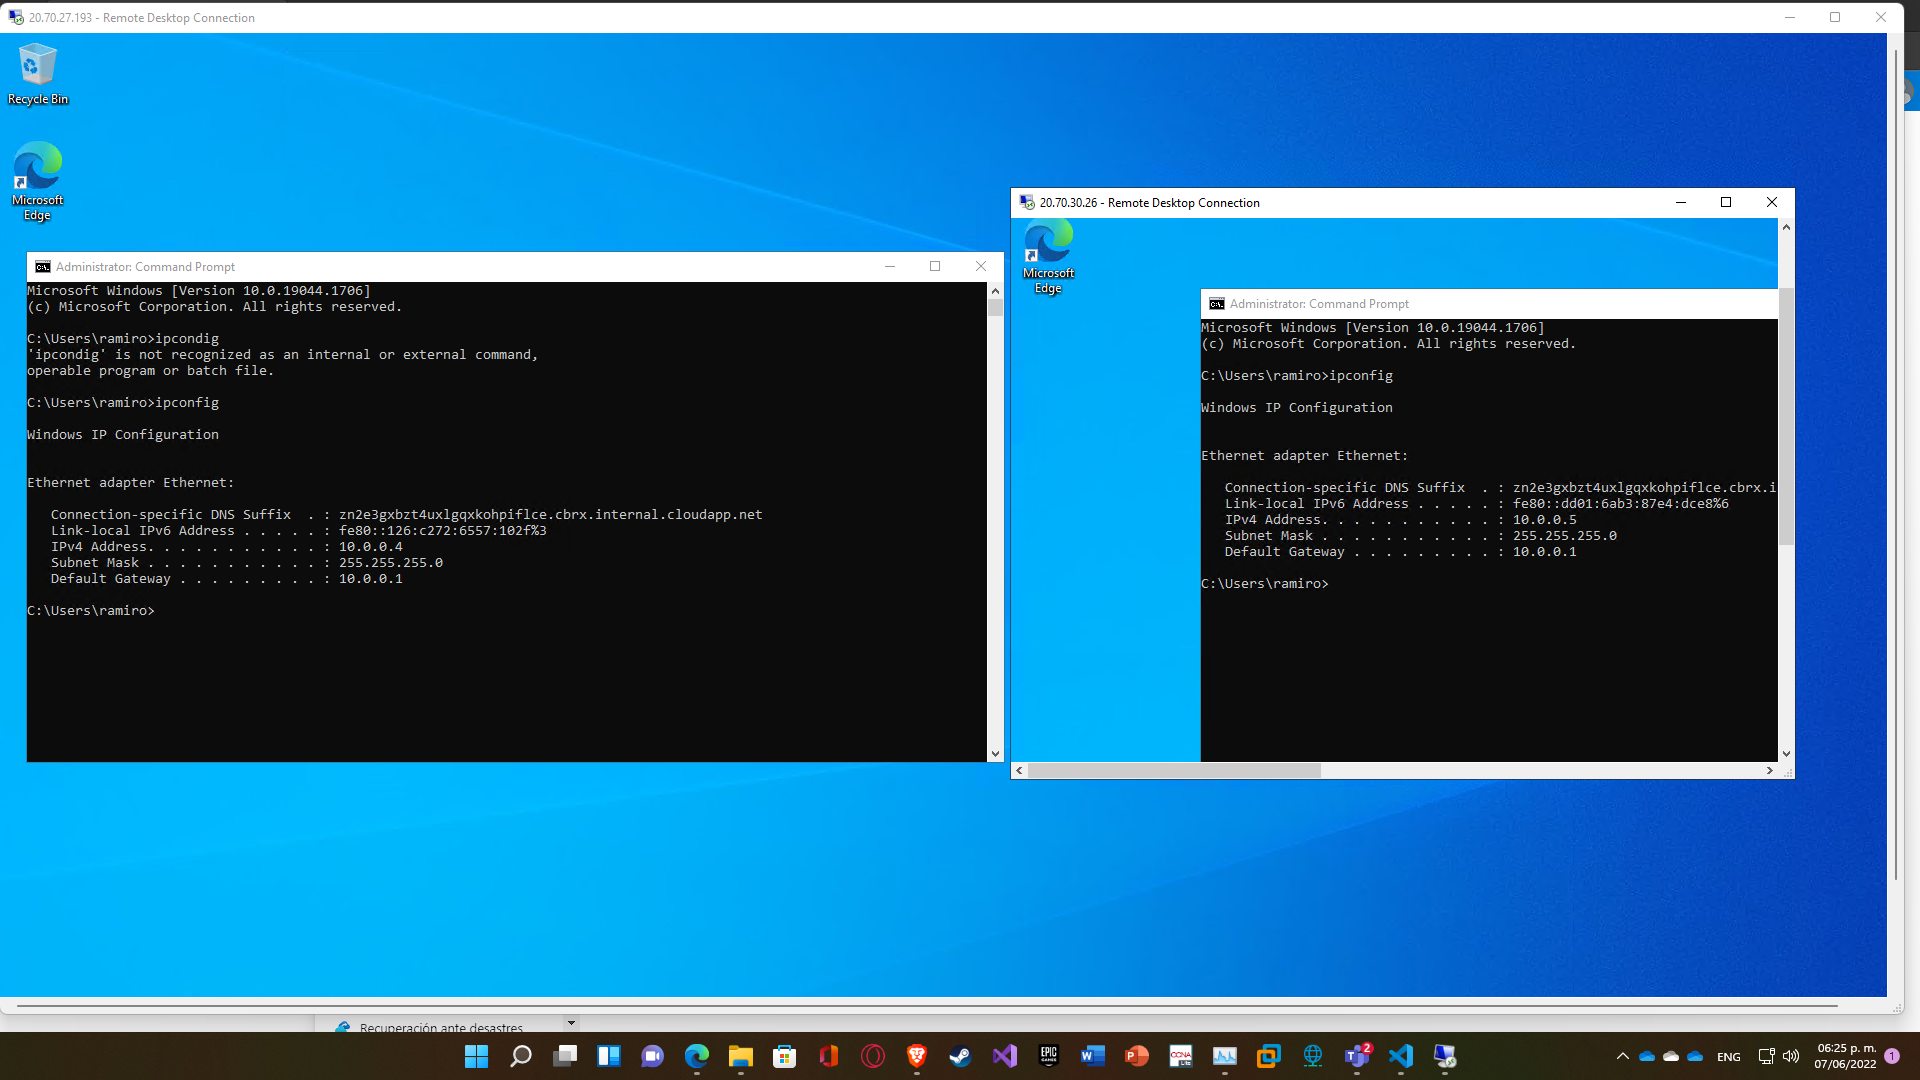 20.70.27.193 - Remote Desktop Connection
Recycle Bin
Microsoft
Edge
Administrator: Command Prompt
Microsoft Windows [Version 10.0.19044.1706]
(c) Microsoft Corporation. All rights reserved.
C:\Users\ramiro>ipcondig
'ipcondig' is not recognized as an internal or external command,
operable program or batch file.
C:\Users\ramiro>ipconfig
Windows IP Configuration
Ethernet adapter Ethernet:
Connection-specific DNS Suffix  . : zn2e3gxbzt4uxlgqxkohpiflce.cbrx.internal.cloudapp.net
Link-local IPv6 Address . . . . . : fe80::126:c272:6557:102f%3
IPv4 Address. . . . . . . . . . . : 10.0.0.4
Subnet Mask . . . . . . . . . . . : 255.255.255.0
Default Gateway . . . . . . . . . : 10.0.0.1
C:\Users\ramiro>
20.70.30.26 - Remote Desktop Connection
Microsoft
Edge
Administrator: Command Prompt
Microsoft Windows [Version 10.0.19044.1706]
(c) Microsoft Corporation. All rights reserved.
C:\Users\ramiro>ipconfig
Windows IP Configuration
Ethernet adapter Ethernet:
Connection-specific DNS Suffix  . : zn2e3gxbzt4uxlgqxkohpiflce.cbrx.i
Link-local IPv6 Address . . . . . : fe80::dd01:6ab3:87e4:dce8%6
IPv4 Address. . . . . . . . . . . : 10.0.0.5
Subnet Mask . . . . . . . . . . . : 255.255.255.0
Default Gateway . . . . . . . . . : 10.0.0.1
C:\Users\ramiro>
Recuperación ante desastres
EPIC
GAMES
CCNA
2
ENG
06:25 p. m.
07/06/2022
1